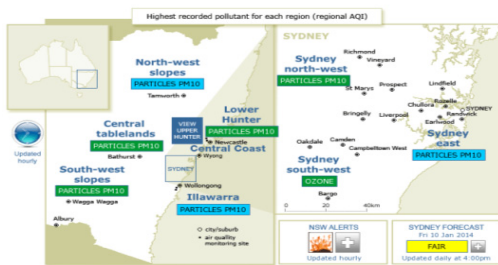 Highest recorded pollutant for each region (regional AQI)
North-west
slopes
PARTICLES PM10
Tamworth
Lower
Hunter
PARTICLES PM10
Newcastle
VIEW
UPPER
HUNTER
Central
tablelands
PARTICLES PM10
Bathurst
Central Coast
Wyong
SYDNEY
South-west
slopes
PARTICLES PM10
Wagga Wagga
Wollongong
Illawarra
PARTICLES PM10
Albury
city/suburb
air quality
monitoring site
Updated
hourly
SYDNEY
Richmond
Vineyard
Sydney
north-west
PARTICLES PM10
St Marys
Prospect
Lindfield
Chullora
Rozelle
SYDNEY
Randwick
Earlwood
Bringelly
Liverpool
Sydney
east
PARTICLES PM10
Oakdale
Camden
Campbelltown West
Sydney
south-west
OZONE
Bargo
0
20
40km
NSW ALERTS
Updated hourly
SYDNEY FORECAST
Fri 10 Jan 2014
FAIR
Updated daily at 4:00pm